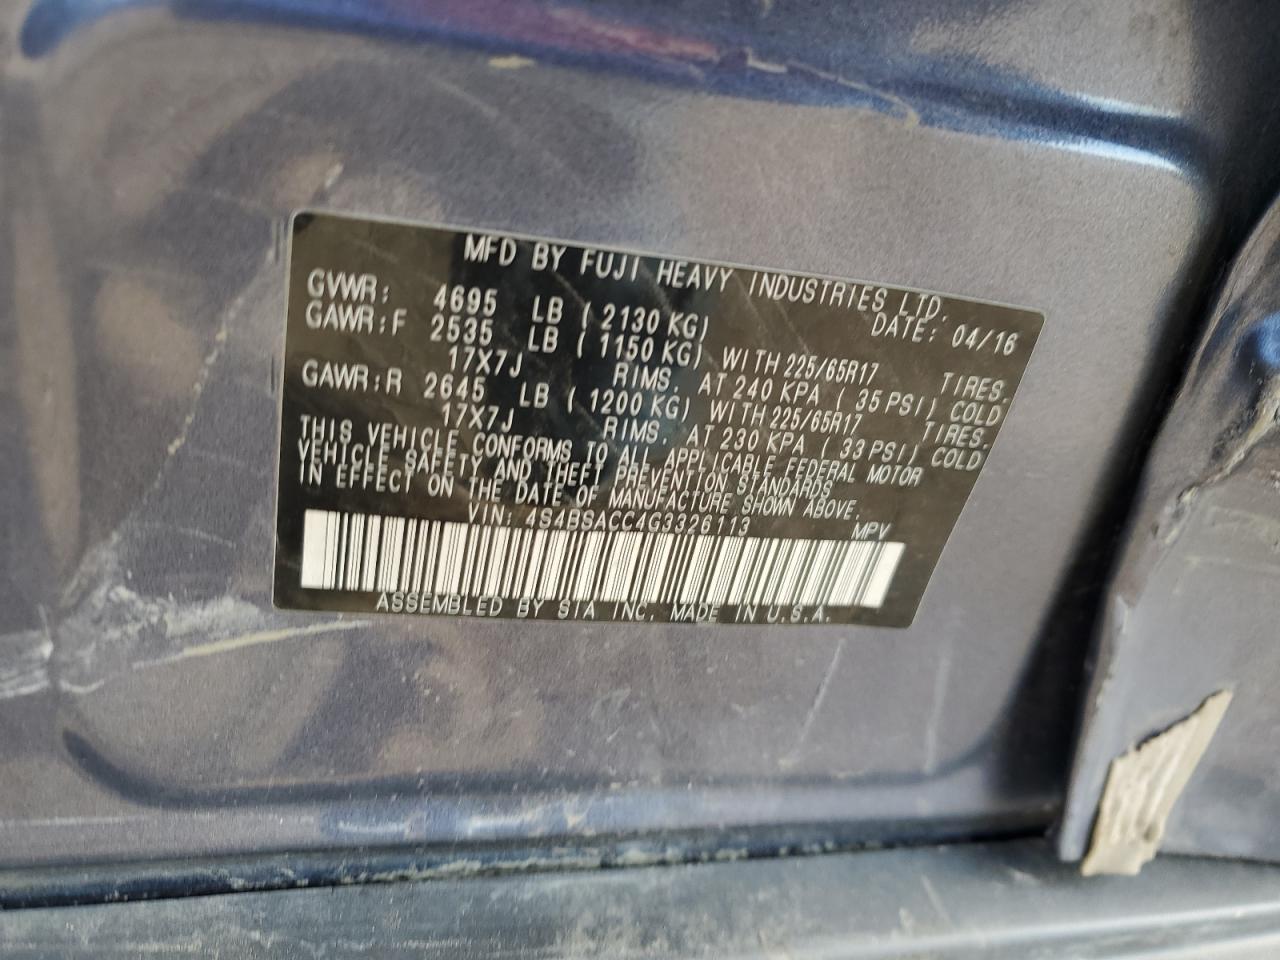 MFD BY FUJI HEAVY INDUSTRIES LTD.
GVWR: 4695 LB ( 2130 KG) DATE: 04/16
GAWR:F 2535 LB ( 1150 KG) WITH 225/65R17 TIRES.
17X7J RIMS. AT 240 KPA ( 35 PSI) COLD
GAWR:R 2645 LB ( 1200 KG) WITH 225/65R17 TIRES.
17X7J RIMS. AT 230 KPA ( 33 PSI) COLD
THIS VEHICLE CONFORMS TO ALL APPLICABLE FEDERAL MOTOR
VEHICLE SAFETY AND THEFT PREVENTION STANDARDS
IN EFFECT ON THE DATE OF MANUFACTURE SHOWN ABOVE.
VIN: 4S4BSACC4G3326113 MPV
ASSEMBLED BY SIA INC. MADE IN U.S.A.